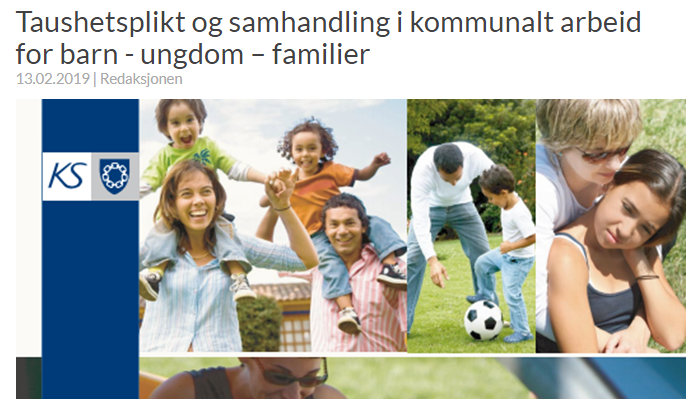 Taushetsplikt og samhandling i kommunalt arbeid
for barn - ungdom – familier
13.02.2019 | Redaksjonen
KS